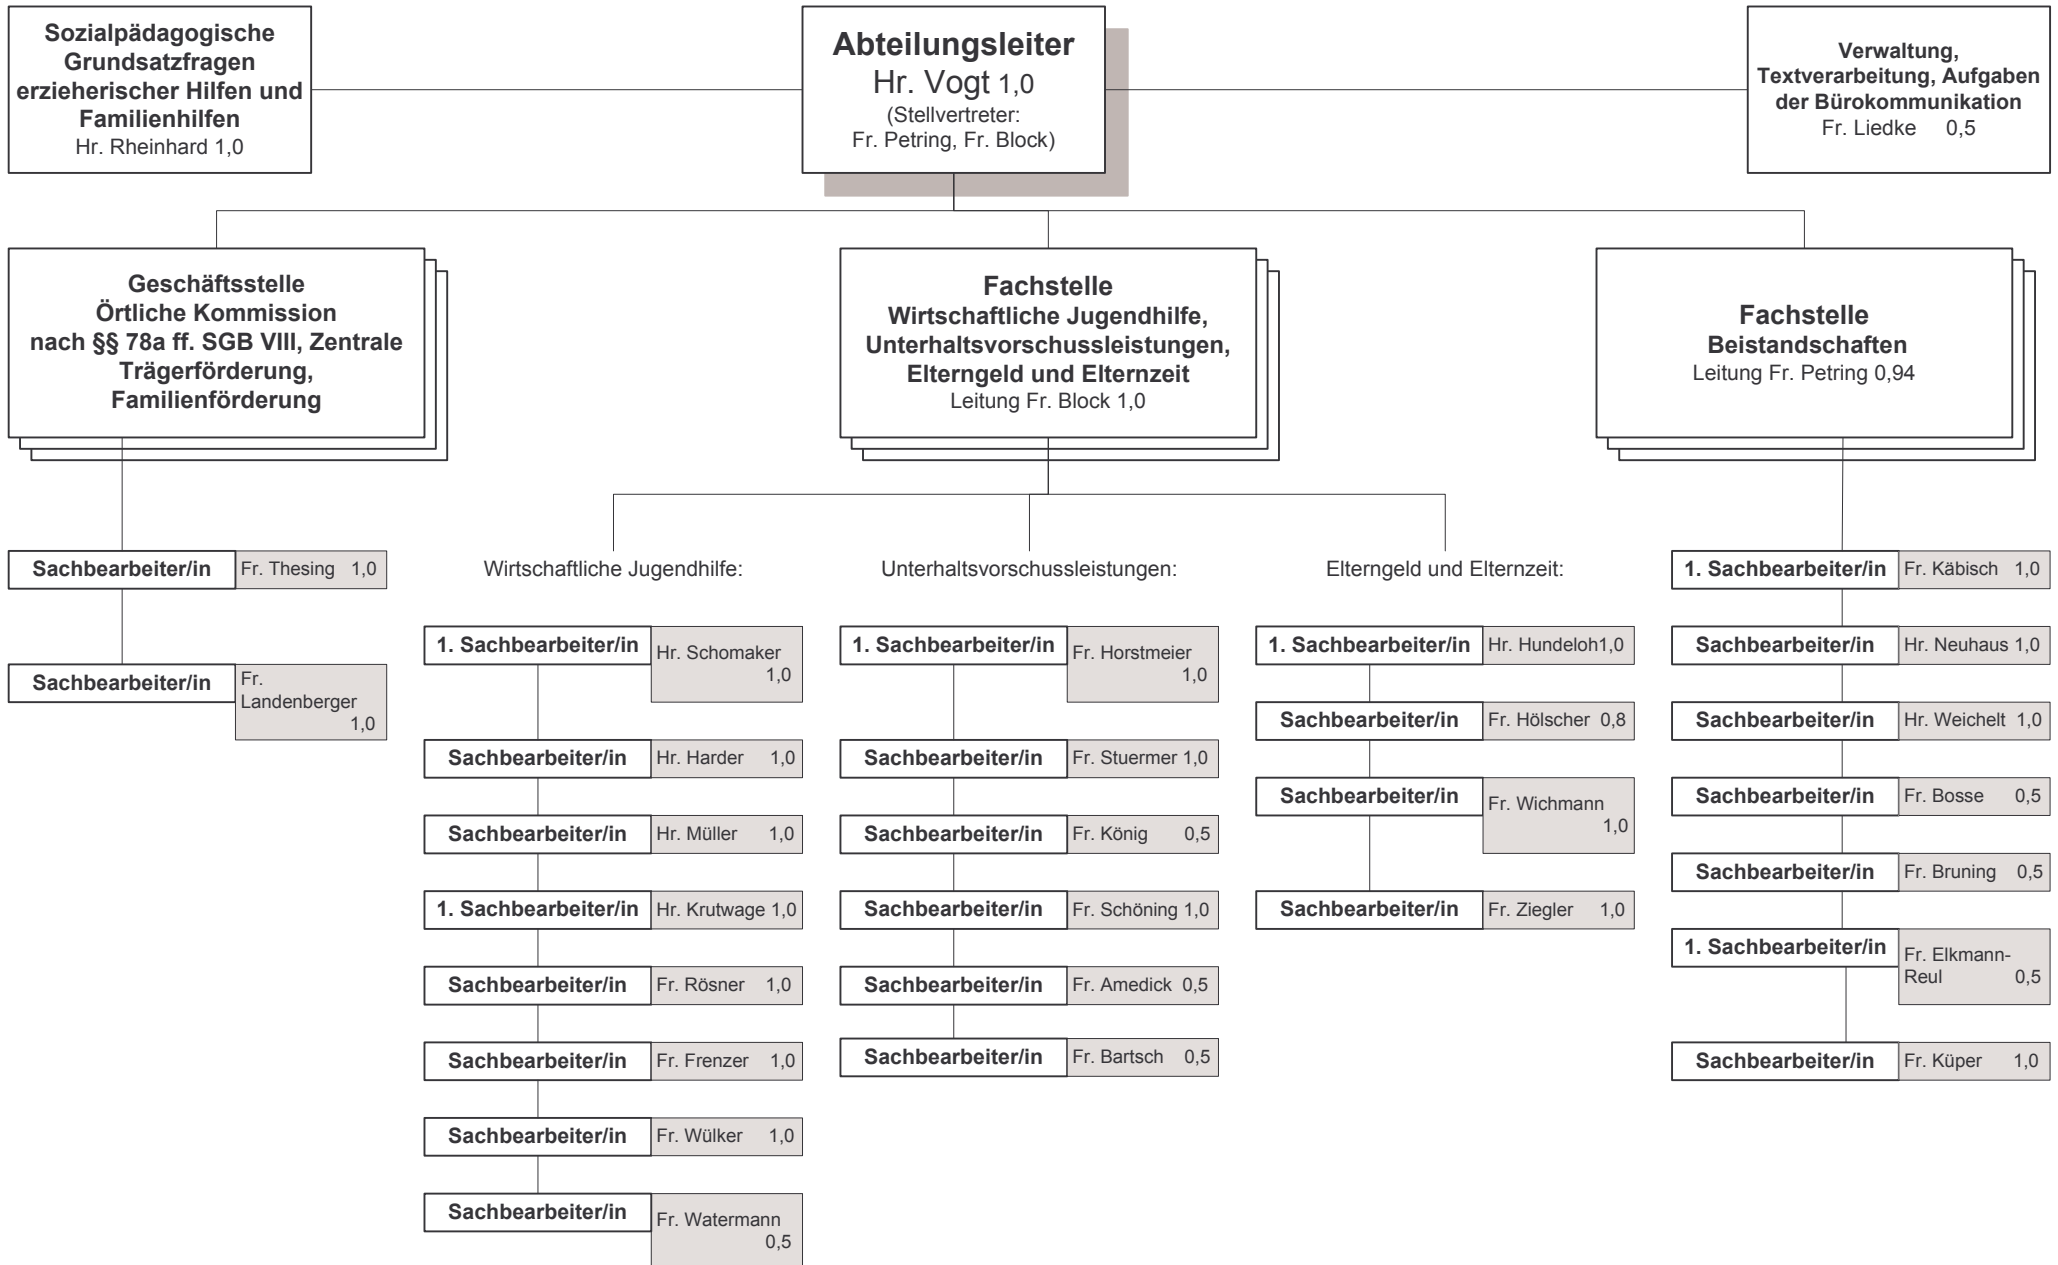 Sozialpädagogische
Grundsatzfragen
erzieherischer Hilfen und
Familienhilfen
Hr. Rheinhard 1,0
Abteilungsleiter
Hr. Vogt 1,0
(Stellvertreter:
Fr. Petring, Fr. Block)
Verwaltung,
Textverarbeitung, Aufgaben
der Bürokommunikation
Fr. Liedke 0,5
Geschäftsstelle
Örtliche Kommission
nach §§ 78a ff. SGB VIII, Zentrale
Trägerförderung,
Familienförderung
Fachstelle
Wirtschaftliche Jugendhilfe,
Unterhaltsvorschussleistungen,
Elterngeld und Elternzeit
Leitung Fr. Block 1,0
Fachstelle
Beistandschaften
Leitung Fr. Petring 0,94
Sachbearbeiter/in Fr. Thesing 1,0
Sachbearbeiter/in Fr.
Landenberger
1,0
Wirtschaftliche Jugendhilfe:
1. Sachbearbeiter/in Hr. Schomaker
1,0
Sachbearbeiter/in Hr. Harder 1,0
Sachbearbeiter/in Hr. Müller 1,0
1. Sachbearbeiter/in Hr. Krutwage 1,0
Sachbearbeiter/in Fr. Rösner 1,0
Sachbearbeiter/in Fr. Frenzer 1,0
Sachbearbeiter/in Fr. Wülker 1,0
Sachbearbeiter/in Fr. Watermann
0,5
Unterhaltsvorschussleistungen:
1. Sachbearbeiter/in Fr. Horstmeier
1,0
Sachbearbeiter/in Fr. Stuermer 1,0
Sachbearbeiter/in Fr. König 0,5
Sachbearbeiter/in Fr. Schöning 1,0
Sachbearbeiter/in Fr. Amedick 0,5
Sachbearbeiter/in Fr. Bartsch 0,5
Elterngeld und Elternzeit:
1. Sachbearbeiter/in Hr. Hundeloh1,0
Sachbearbeiter/in Fr. Hölscher 0,8
Sachbearbeiter/in Fr. Wichmann
1,0
Sachbearbeiter/in Fr. Ziegler 1,0
1. Sachbearbeiter/in Fr. Käbisch 1,0
Sachbearbeiter/in Hr. Neuhaus 1,0
Sachbearbeiter/in Hr. Weichelt 1,0
Sachbearbeiter/in Fr. Bosse 0,5
Sachbearbeiter/in Fr. Bruning 0,5
1. Sachbearbeiter/in Fr. Elkmann-
Reul 0,5
Sachbearbeiter/in Fr. Küper 1,0